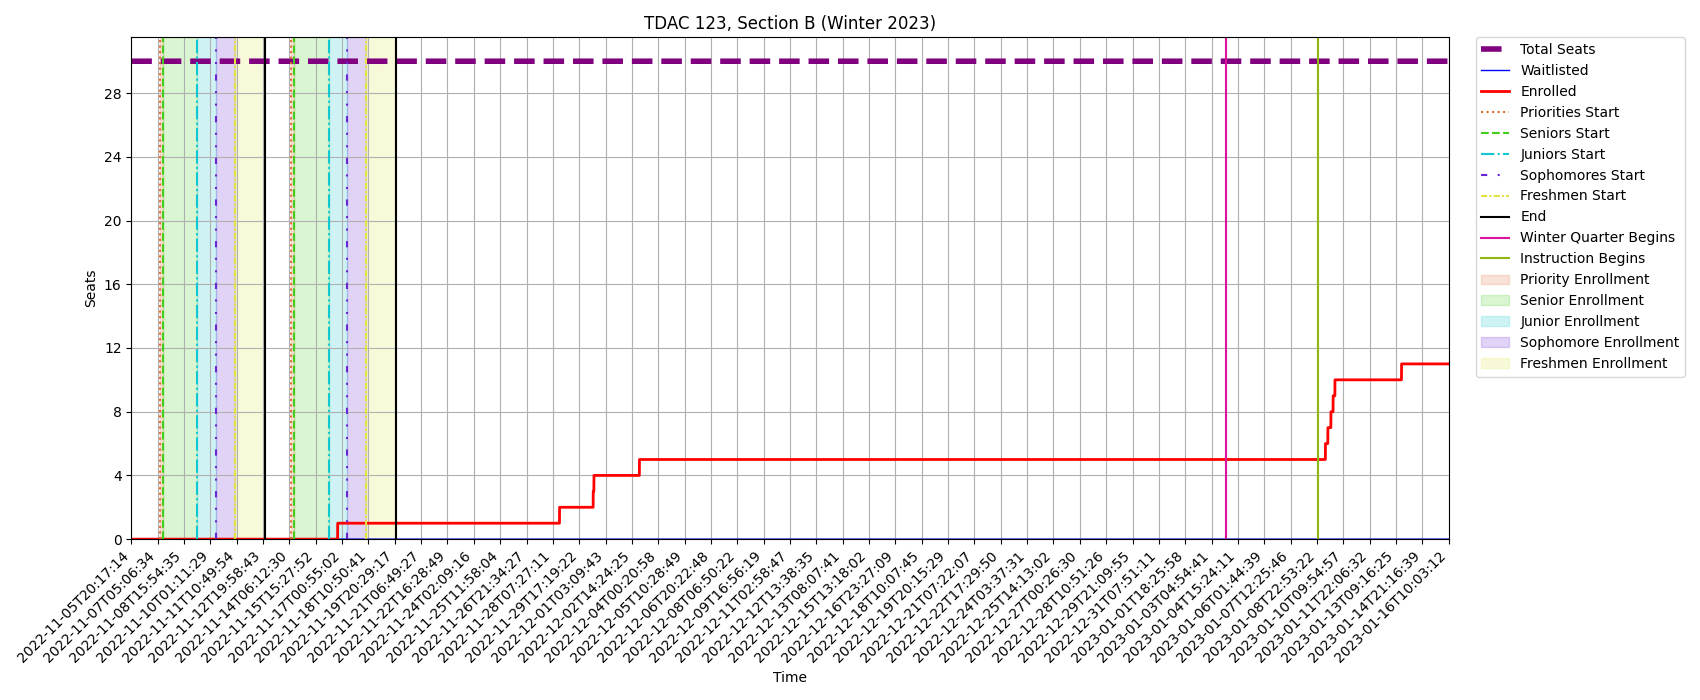 TDAC 123, Section B (Winter 2023)
Seats
28
24
20
16
12
8
4
0
2022-11-05T20:17:14
2022-11-07T05:06:34
2022-11-08T15:54:35
2022-11-10T01:11:29
2022-11-11T10:49:54
2022-11-12T19:58:43
2022-11-14T06:12:30
2022-11-15T15:27:52
2022-11-17T00:55:02
2022-11-18T10:50:41
2022-11-19T20:29:17
2022-11-21T06:49:27
2022-11-22T16:28:49
2022-11-24T02:09:16
2022-11-25T11:58:04
2022-11-26T21:34:27
2022-11-28T07:27:11
2022-11-29T17:19:22
2022-12-01T03:09:43
2022-12-02T14:24:25
2022-12-04T00:20:58
2022-12-05T10:28:49
2022-12-06T20:22:48
2022-12-08T06:50:22
2022-12-09T16:56:19
2022-12-11T02:58:47
2022-12-12T13:38:35
2022-12-13T18:07:41
2022-12-15T13:18:02
2022-12-16T23:27:09
2022-12-18T10:07:45
2022-12-19T20:15:29
2022-12-21T07:22:07
2022-12-22T17:29:50
2022-12-24T03:37:31
2022-12-25T14:13:02
2022-12-27T00:26:30
2022-12-28T10:51:26
2022-12-29T21:09:55
2022-12-31T07:51:11
2023-01-01T18:25:58
2023-01-03T04:54:41
2023-01-04T15:24:11
2023-01-06T01:44:39
2023-01-07T12:25:46
2023-01-08T22:53:22
2023-01-10T09:54:57
2023-01-11T22:06:32
2023-01-13T09:16:25
2023-01-14T21:16:39
2023-01-16T10:03:12
Time
Total Seats
Waitlisted
Enrolled
Priorities Start
Seniors Start
Juniors Start
Sophomores Start
Freshmen Start
End
Winter Quarter Begins
Instruction Begins
Priority Enrollment
Senior Enrollment
Junior Enrollment
Sophomore Enrollment
Freshmen Enrollment